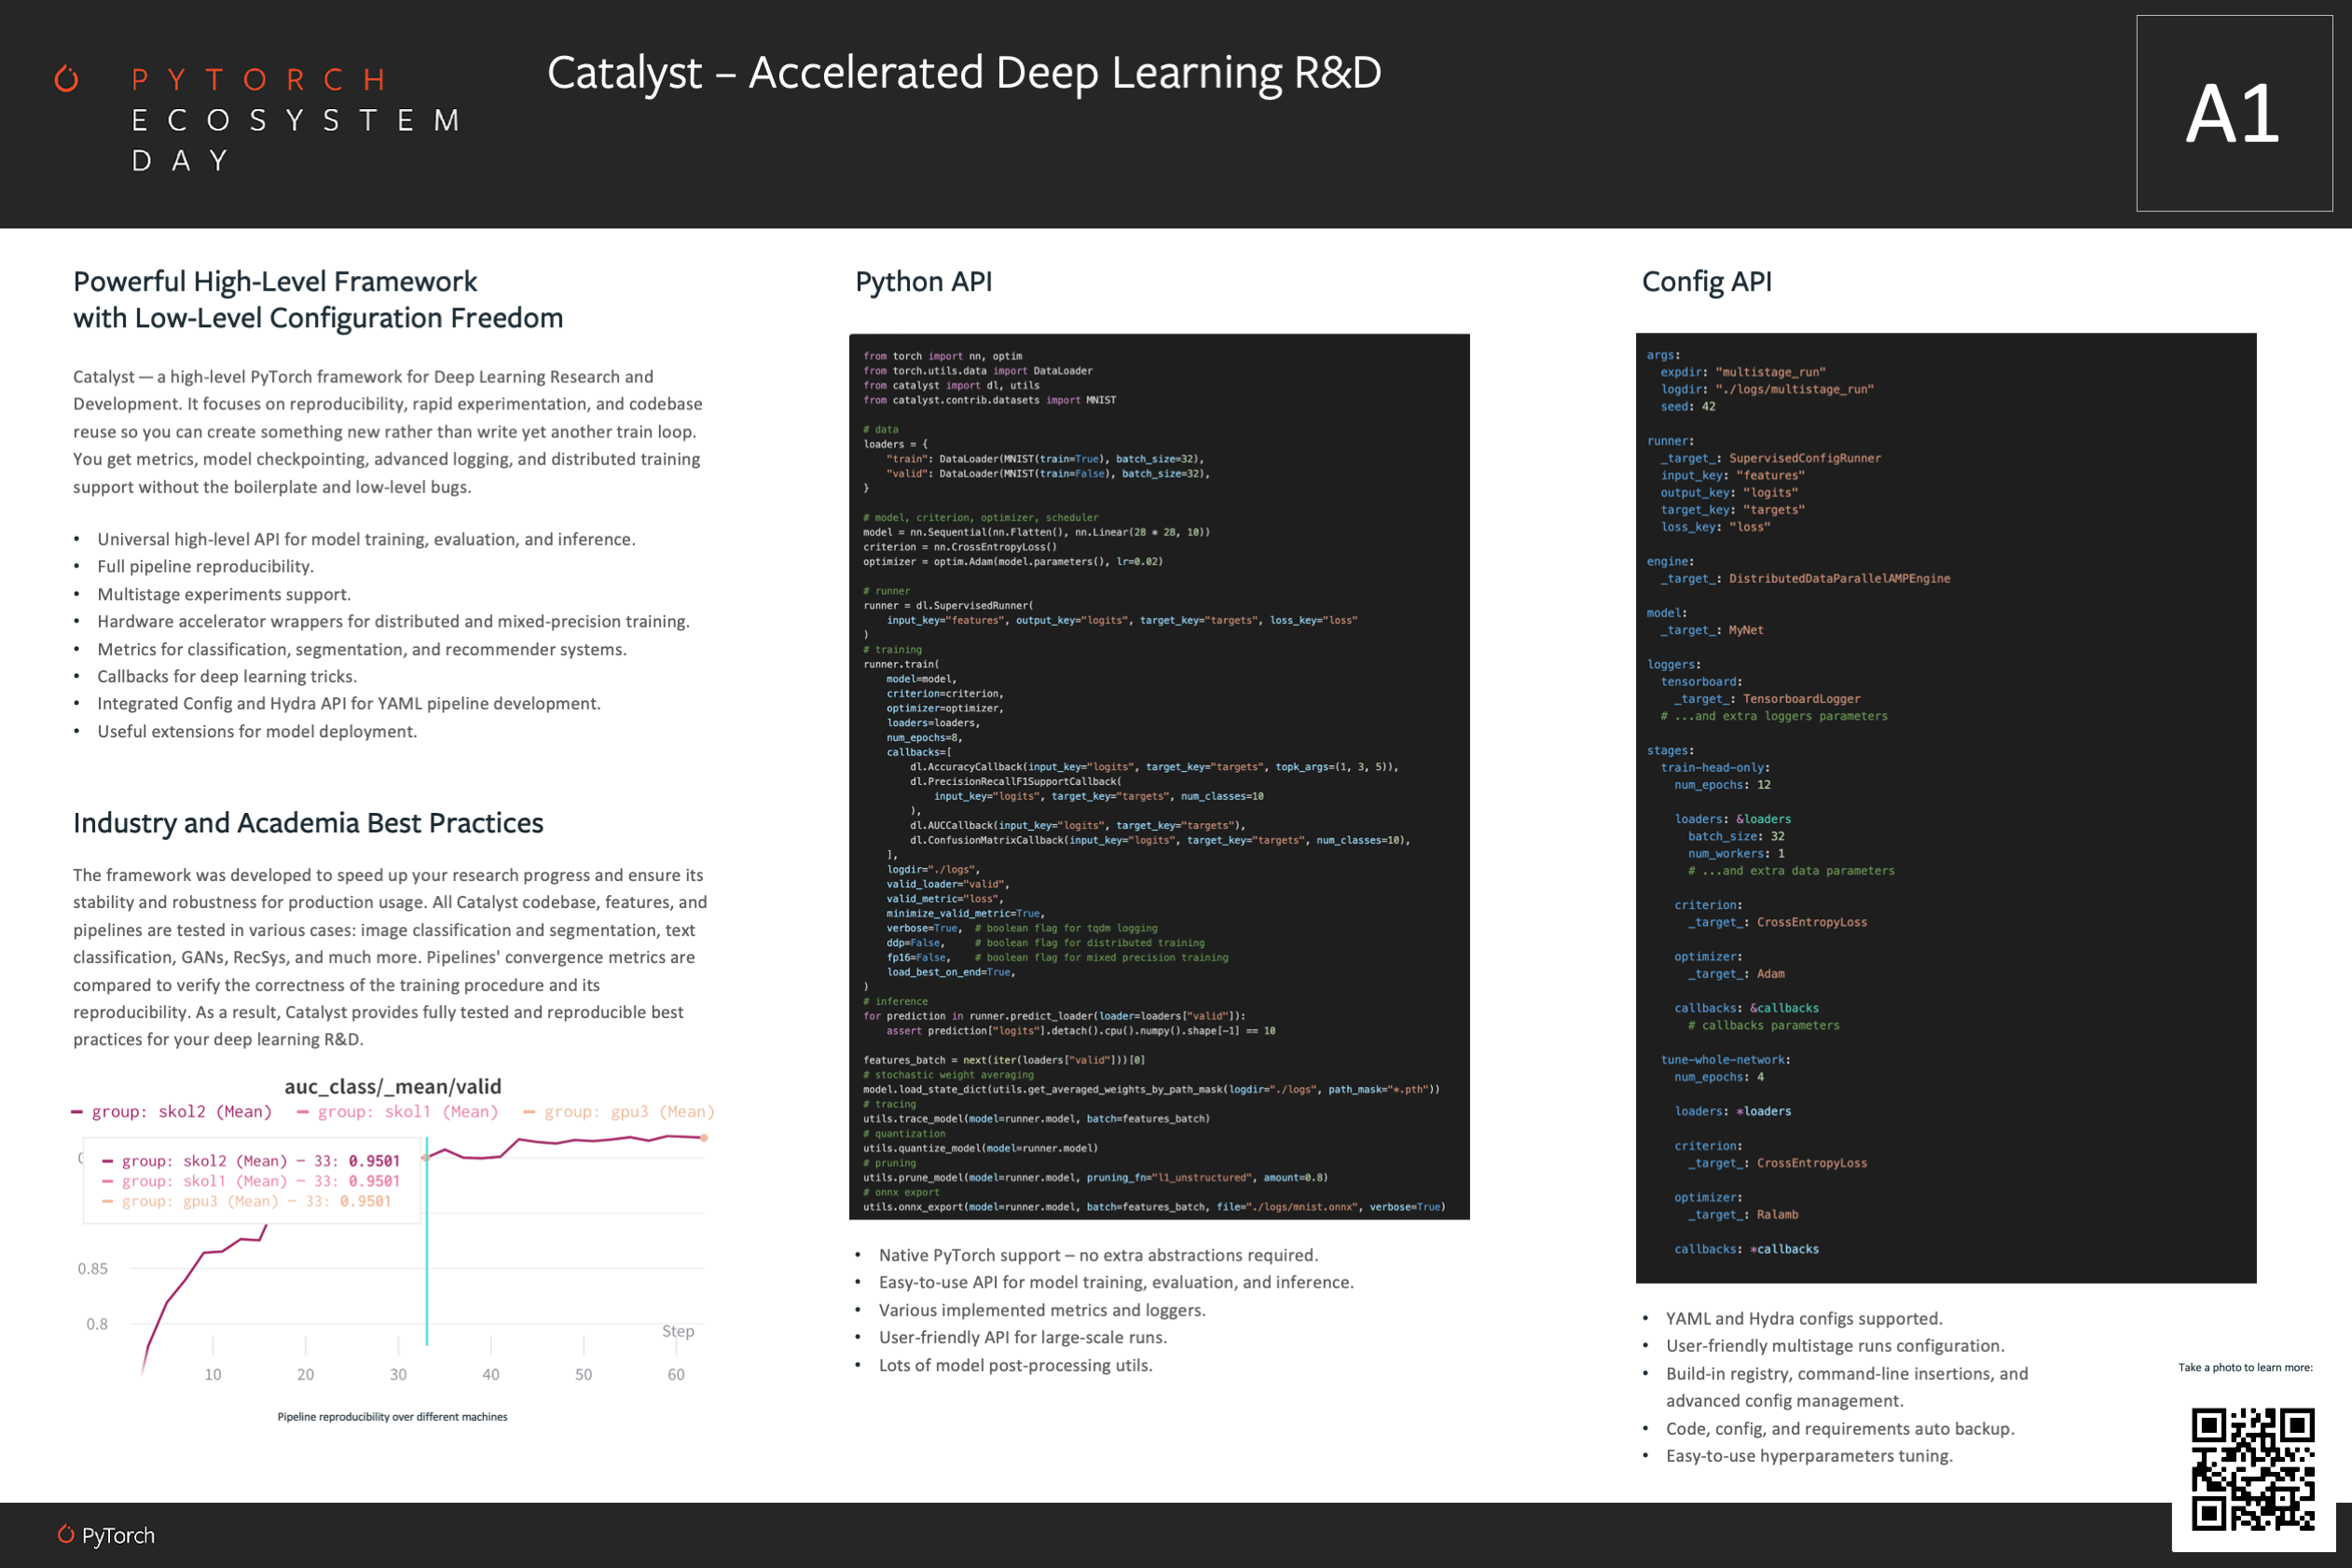 PYTORCH
ECOSYSTEM
DAY
Catalyst – Accelerated Deep Learning R&D
A1
Powerful High-Level Framework
with Low-Level Configuration Freedom
Catalyst — a high-level PyTorch framework for Deep Learning Research and
Development. It focuses on reproducibility, rapid experimentation, and codebase
reuse so you can create something new rather than write yet another train loop.
You get metrics, model checkpointing, advanced logging, and distributed training
support without the boilerplate and low-level bugs.
• Universal high-level API for model training, evaluation, and inference.
• Full pipeline reproducibility.
• Multistage experiments support.
• Hardware accelerator wrappers for distributed and mixed-precision training.
• Metrics for classification, segmentation, and recommender systems.
• Callbacks for deep learning tricks.
• Integrated Config and Hydra API for YAML pipeline development.
• Useful extensions for model deployment.
Industry and Academia Best Practices
The framework was developed to speed up your research progress and ensure its
stability and robustness for production usage. All Catalyst codebase, features, and
pipelines are tested in various cases: image classification and segmentation, text
classification, GANs, RecSys, and much more. Pipelines' convergence metrics are
compared to verify the correctness of the training procedure and its
reproducibility. As a result, Catalyst provides fully tested and reproducible best
practices for your deep learning R&D.
auc_class/_mean/valid
group: skol2 (Mean) group: skol1 (Mean) group: gpu3 (Mean)
group: skol2 (Mean) – 33: 0.9501
group: skol1 (Mean) – 33: 0.9501
group: gpu3 (Mean) – 33: 0.9501
0.85
0.8
Step
10 20 30 40 50 60
Pipeline reproducibility over different machines
Python API
from torch import nn, optim
from torch.utils.data import DataLoader
from catalyst import dl, utils
from catalyst.contrib.datasets import MNIST
# data
loaders = {
    "train": DataLoader(MNIST(train=True), batch_size=32),
    "valid": DataLoader(MNIST(train=False), batch_size=32),
}
# model, criterion, optimizer, scheduler
model = nn.Sequential(nn.Flatten(), nn.Linear(28 * 28, 10))
criterion = nn.CrossEntropyLoss()
optimizer = optim.Adam(model.parameters(), lr=0.02)
# runner
runner = dl.SupervisedRunner(
    input_key="features", output_key="logits", target_key="targets", loss_key="loss"
)
# training
runner.train(
    model=model,
    criterion=criterion,
    optimizer=optimizer,
    loaders=loaders,
    num_epochs=8,
    callbacks=[
        dl.AccuracyCallback(input_key="logits", target_key="targets", topk_args=(1, 3, 5)),
        dl.PrecisionRecallF1SupportCallback(
            input_key="logits", target_key="targets", num_classes=10
        ),
        dl.AUCCallback(input_key="logits", target_key="targets"),
        dl.ConfusionMatrixCallback(input_key="logits", target_key="targets", num_classes=10),
    ],
    logdir="./logs",
    valid_loader="valid",
    valid_metric="loss",
    minimize_valid_metric=True,
    verbose=True, # boolean flag for tqdm logging
    ddp=False, # boolean flag for distributed training
    fp16=False, # boolean flag for mixed precision training
    load_best_on_end=True,
)
# inference
for prediction in runner.predict_loader(loader=loaders["valid"]):
    assert prediction["logits"].detach().cpu().numpy().shape[-1] == 10
features_batch = next(iter(loaders["valid"]))[0]
# stochastic weight averaging
model.load_state_dict(utils.get_averaged_weights_by_path_mask(logdir="./logs", path_mask="*.pth"))
# tracing
utils.trace_model(model=runner.model, batch=features_batch)
# quantization
utils.quantize_model(model=runner.model)
# pruning
utils.prune_model(model=runner.model, pruning_fn="l1_unstructured", amount=0.8)
# onnx export
utils.onnx_export(model=runner.model, batch=features_batch, file="./logs/mnist.onnx", verbose=True)
• Native PyTorch support – no extra abstractions required.
• Easy-to-use API for model training, evaluation, and inference.
• Various implemented metrics and loggers.
• User-friendly API for large-scale runs.
• Lots of model post-processing utils.
Config API
args:
  expdir: "multistage_run"
  logdir: "./logs/multistage_run"
  seed: 42
runner:
  _target_: SupervisedConfigRunner
  input_key: "features"
  output_key: "logits"
  target_key: "targets"
  loss_key: "loss"
engine:
  _target_: DistributedDataParallelAMPEngine
model:
  _target_: MyNet
loggers:
  tensorboard:
    _target_: TensorboardLogger
  # ...and extra loggers parameters
stages:
  train-head-only:
    num_epochs: 12
    loaders: &loaders
      batch_size: 32
      num_workers: 1
      # ...and extra data parameters
    criterion:
      _target_: CrossEntropyLoss
    optimizer:
      _target_: Adam
    callbacks: &callbacks
      # callbacks parameters
  tune-whole-network:
    num_epochs: 4
    loaders: *loaders
    criterion:
      _target_: CrossEntropyLoss
    optimizer:
      _target_: Ralamb
    callbacks: *callbacks
• YAML and Hydra configs supported.
• User-friendly multistage runs configuration.
• Build-in registry, command-line insertions, and
advanced config management.
• Code, config, and requirements auto backup.
• Easy-to-use hyperparameters tuning.
Take a photo to learn more:
PyTorch